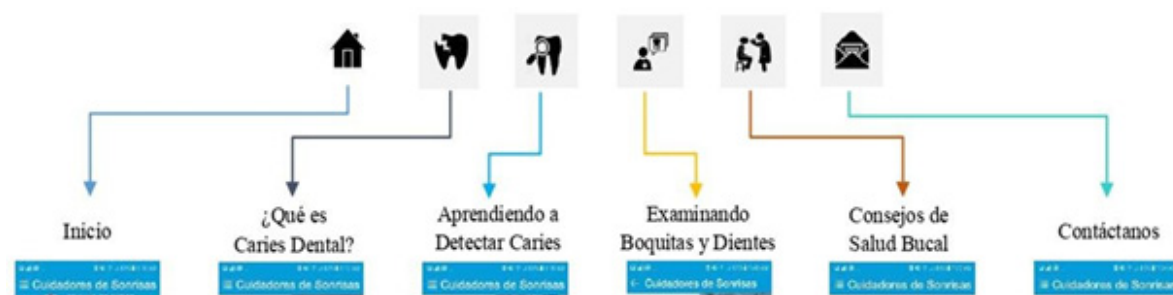 Inicio
¿Qué es
Caries Dental?
Aprendiendo a
Detectar Caries
Examinando
Boquitas y Dientes
Consejos de
Salud Bucal
Contáctanos
Cuidadores de Sonrisas
Cuidadores de Sonrisas
Cuidadores de Sonrisas
Cuidadores de Sonrisas
Cuidadores de Sonrisas
Cuidadores de Sonrisas